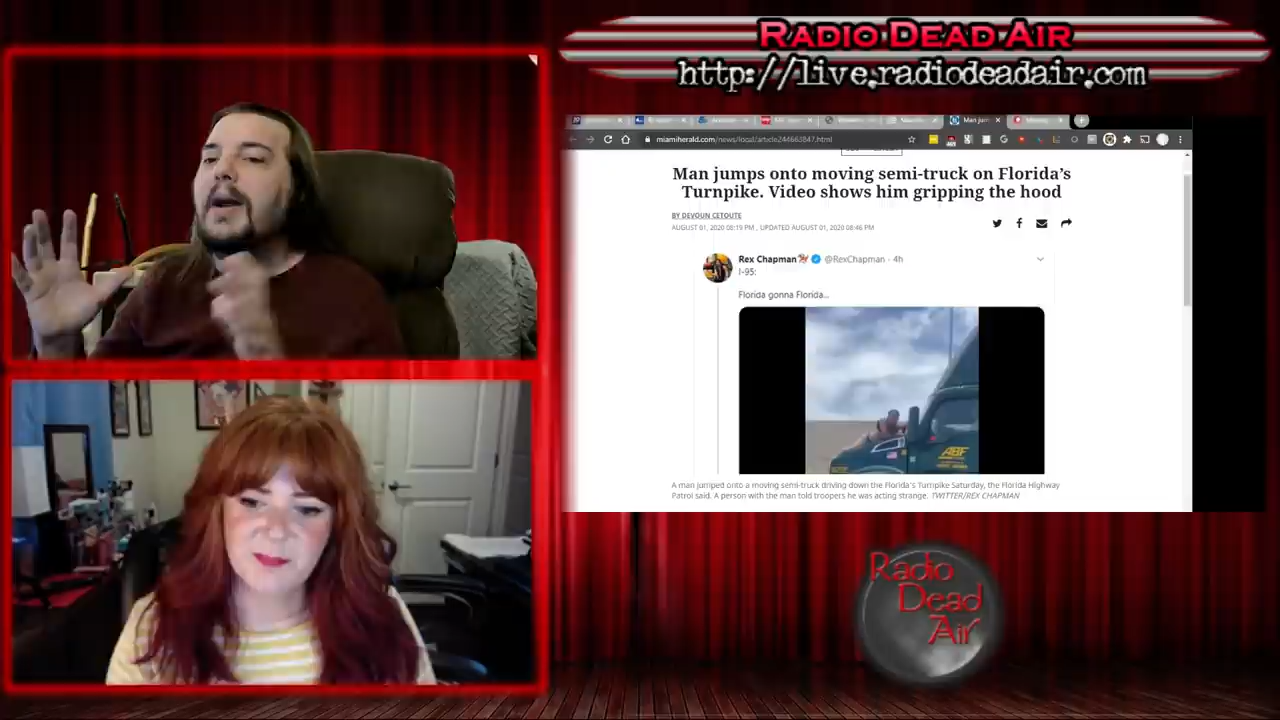 RADIO DEAD AIR
http://live.radiodeadair.com
Man jum
miamiherald.com/news/local/article244663847.html
Man jumps onto moving semi-truck on Florida's
Turnpike. Video shows him gripping the hood
BY DEVOUN CETOUTE
AUGUST 01, 2020 08:19 PM , UPDATED AUGUST 01, 2020 08:46 PM
Rex Chapman @RexChapman · 4h
I-95:
Florida gonna Florida...
ABF
A man jumped onto a moving semi-truck driving down the Florida's Turnpike Saturday, the Florida Highway
Patrol said. A person with the man told troopers he was acting strange. TWITTER/REX CHAPMAN
Radio
Dead
Air